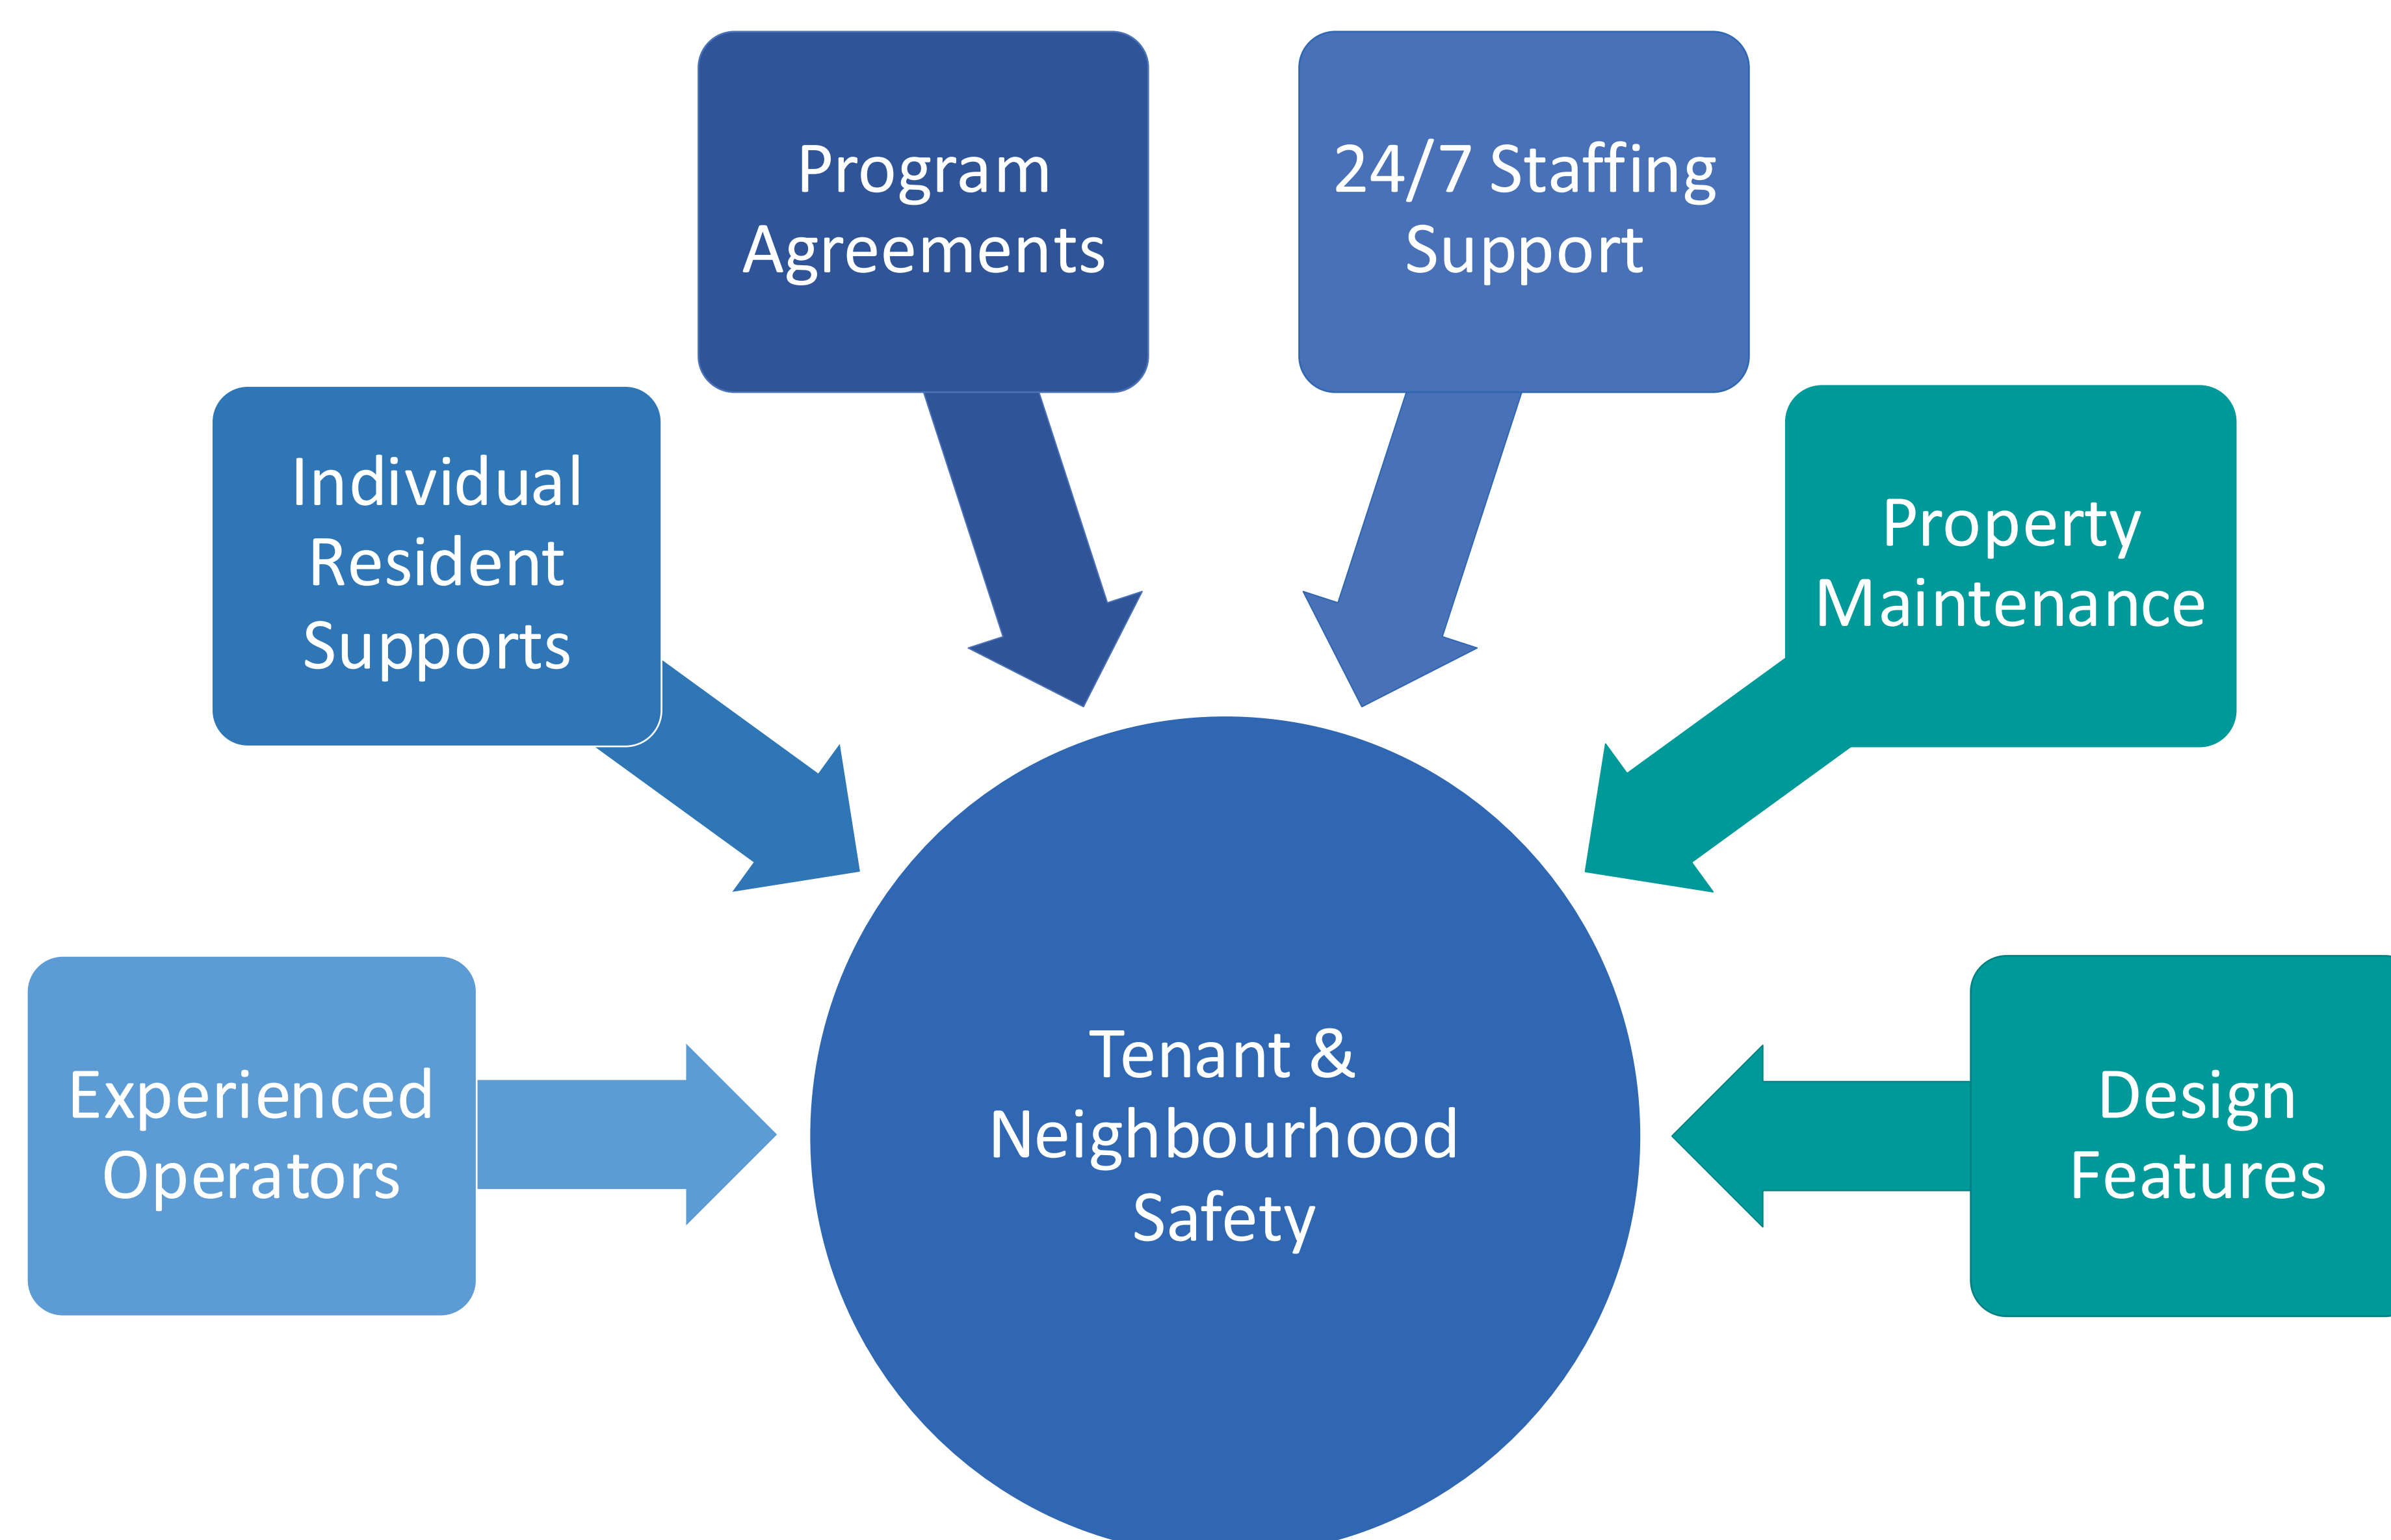 Program
Agreements
24/7 Staffing
Support
Individual
Resident
Supports
Property
Maintenance
Experienced
Operators
Tenant &
Neighbourhood
Safety
Design
Features